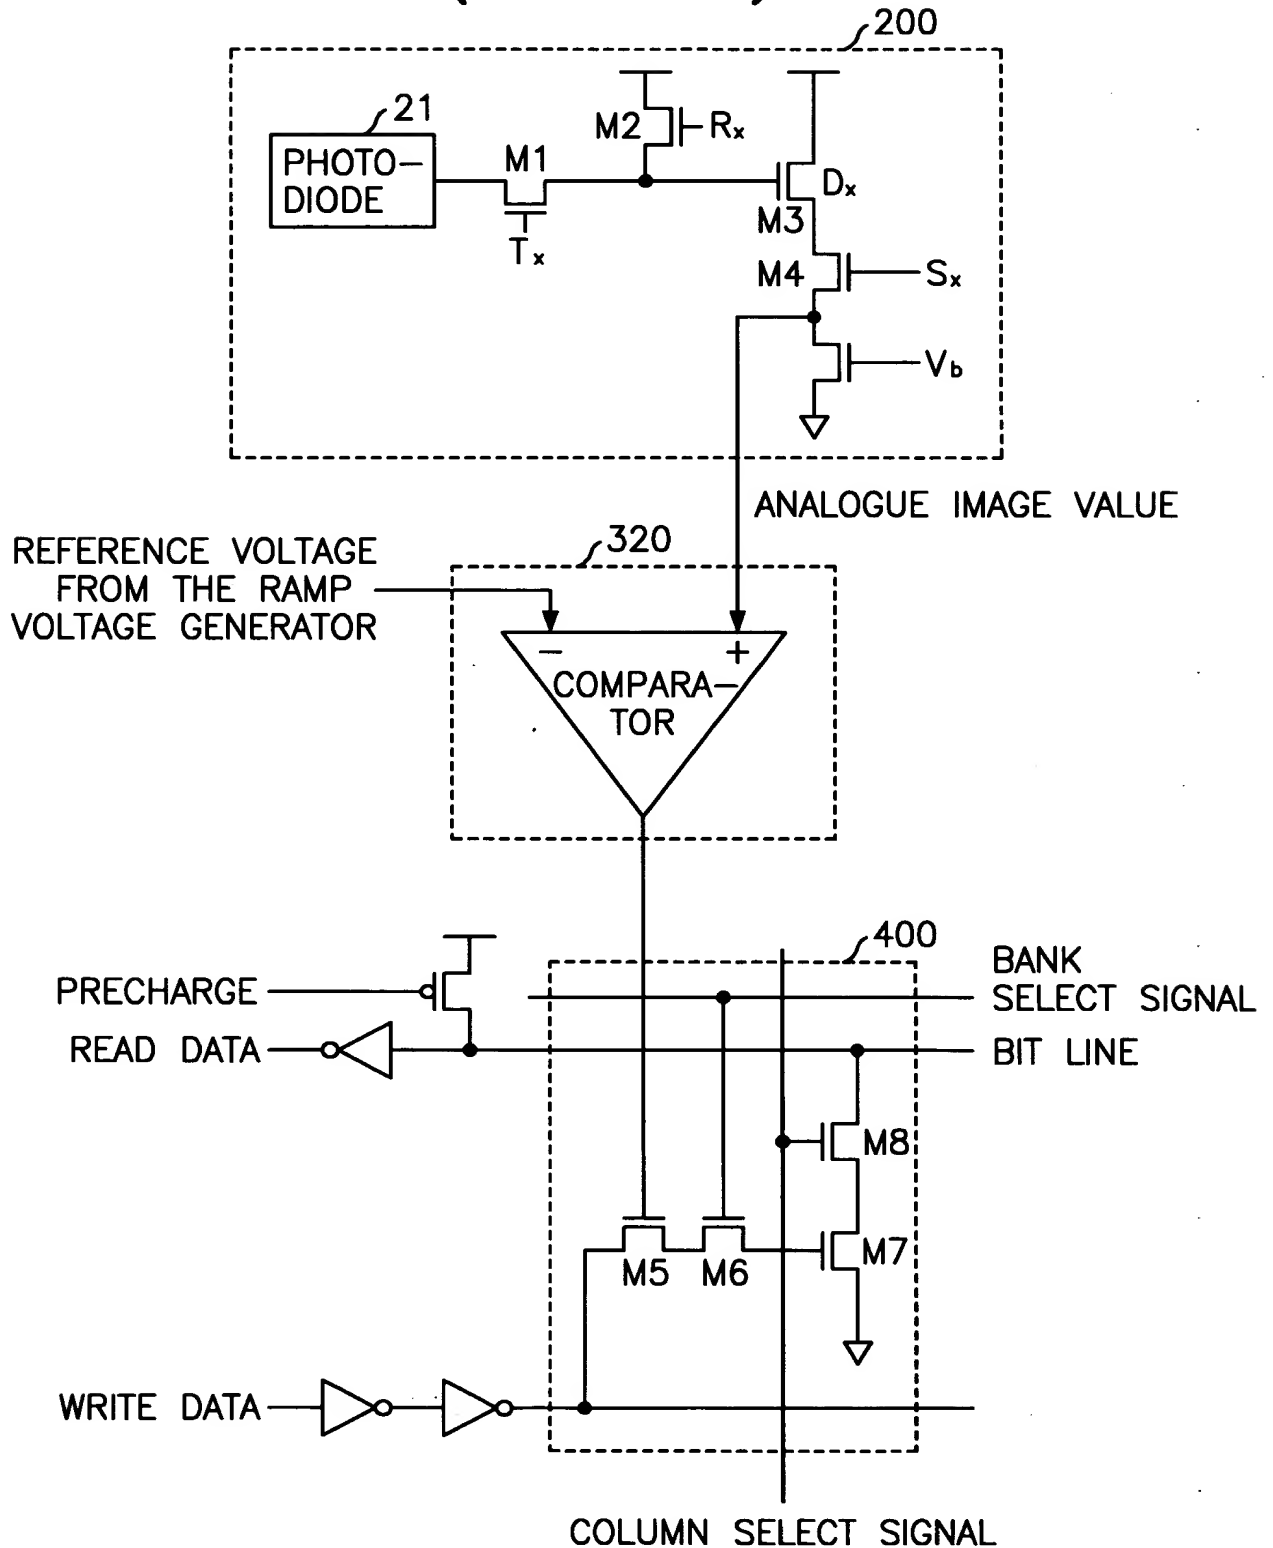 200
21
PHOTO-
DIODE
M1
Tx
M2
Rx
Dx
M3
M4
Sx
Vb
ANALOGUE IMAGE VALUE
REFERENCE VOLTAGE
FROM THE RAMP
VOLTAGE GENERATOR
320
- +
COMPARA-
TOR
400
PRECHARGE
BANK
SELECT SIGNAL
READ DATA
BIT LINE
M8
M5
M6
M7
WRITE DATA
COLUMN SELECT SIGNAL